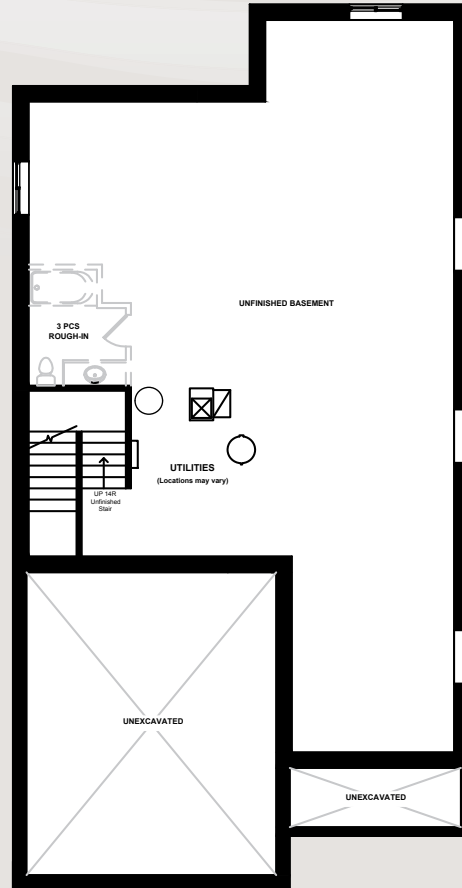 UNFINISHED BASEMENT
3 PCS
ROUGH-IN
UTILITIES
(Locations may vary)
UP 14R
Unfinished
Stair
UNEXCAVATED
UNEXCAVATED